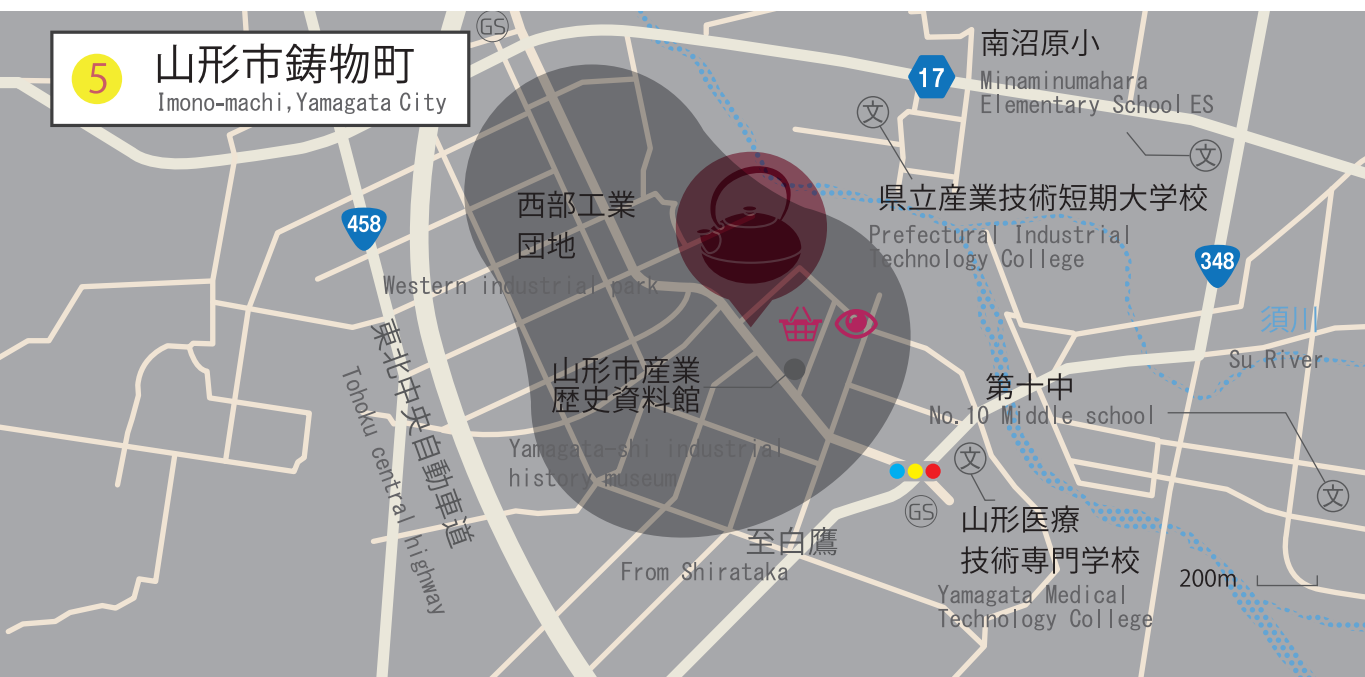 5
山形市鋳物町
Imono-machi,Yamagata City
GS
17
南沼原小
Minaminumahara
Elementary School ES
文
文
458
西部工業
団地
Western industrial park
県立産業技術短期大学校
Prefectural Industrial
Technology College
348
須川
Su River
東北中央自動車道
Tohoku central highway
山形市産業
歴史資料館
Yamagata-shi industrial
history museum
第十中
No.10 Middle school
文
文
GS
至白鷹
From Shirataka
山形医療
技術専門学校
Yamagata Medical
Technology College
200m